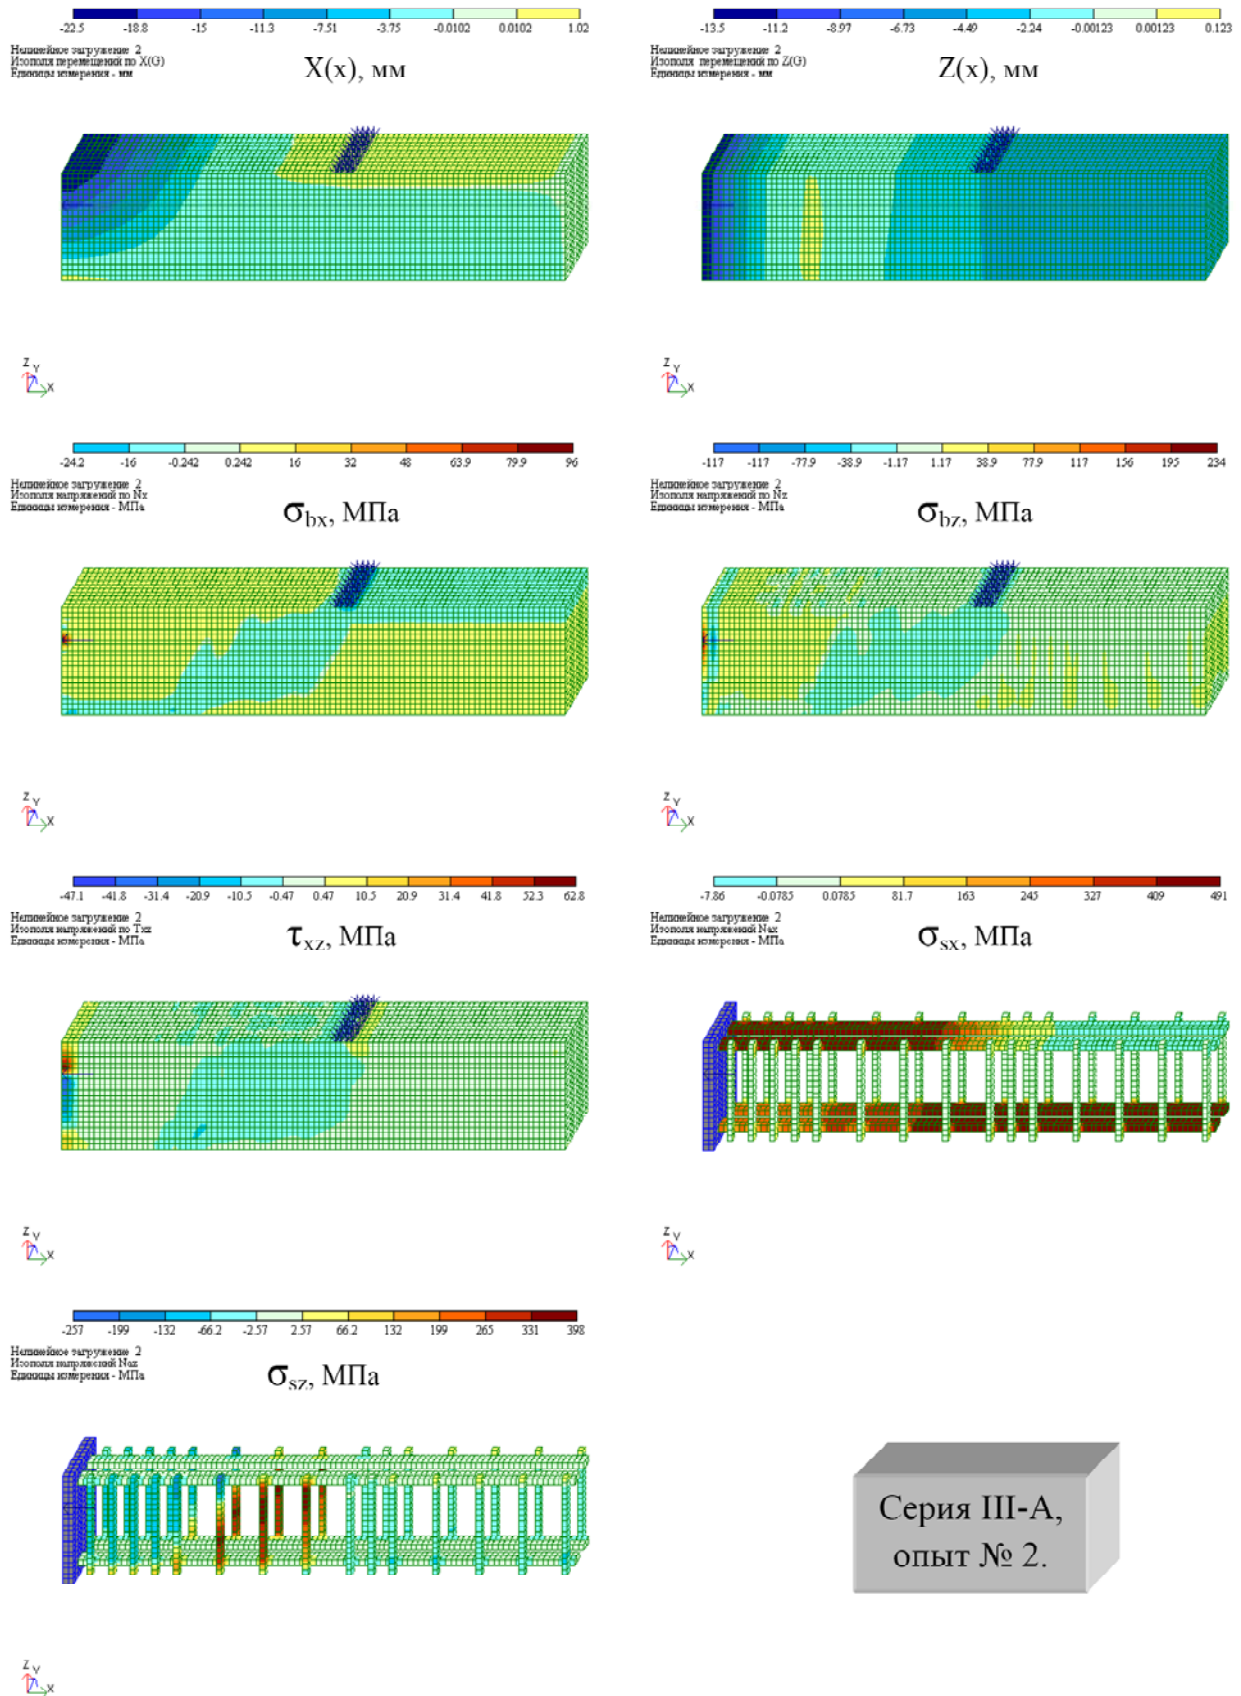 -22.5 -18.8 -15 -11.3 -7.51 -3.75 -0.0102 0.0102 1.02
Нелинейное загружение 2
Изополя перемещений по X(G)
Единицы измерения - мм
X(x), мм
-13.5 -11.2 -8.97 -6.73 -4.49 -2.24 -0.00123 0.00123 0.123
Нелинейное загружение 2
Изополя перемещений по Z(G)
Единицы измерения - мм
Z(x), мм
Z Y X
Z Y X
-24.2 -16 -0.242 0.242 16 32 48 63.9 79.9 96
Нелинейное загружение 2
Изополя напряжений по Nx
Единицы измерения - МПа
σbx, МПа
-117 -117 -77.9 -38.9 -1.17 1.17 38.9 77.9 117 156 195 234
Нелинейное загружение 2
Изополя напряжений по Nz
Единицы измерения - МПа
σbz, МПа
Z Y X
Z Y X
-47.1 -41.8 -31.4 -20.9 -10.5 -0.47 0.47 10.5 20.9 31.4 41.8 52.3 62.8
Нелинейное загружение 2
Изополя напряжений по Txz
Единицы измерения - МПа
τxz, МПа
-7.86 -0.0785 0.0785 81.7 163 245 327 409 491
Нелинейное загружение 2
Изополя напряжений Nax
Единицы измерения - МПа
σsx, МПа
Z Y X
Z Y X
-257 -199 -132 -66.2 -2.57 2.57 66.2 132 199 265 331 398
Нелинейное загружение 2
Изополя напряжений Naz
Единицы измерения - МПа
σsz, МПа
Серия III-А,
опыт № 2.
Z Y X